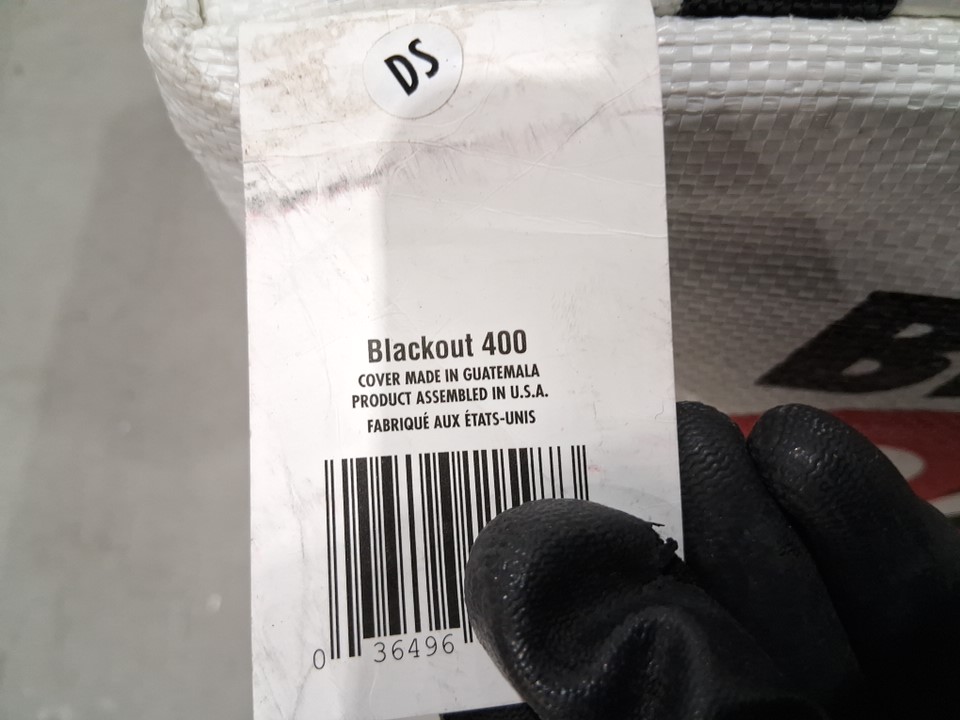 DS
Blackout 400
COVER MADE IN GUATEMALA
PRODUCT ASSEMBLED IN U.S.A.
FABRIQUÉ AUX ÉTATS-UNIS
0 36496